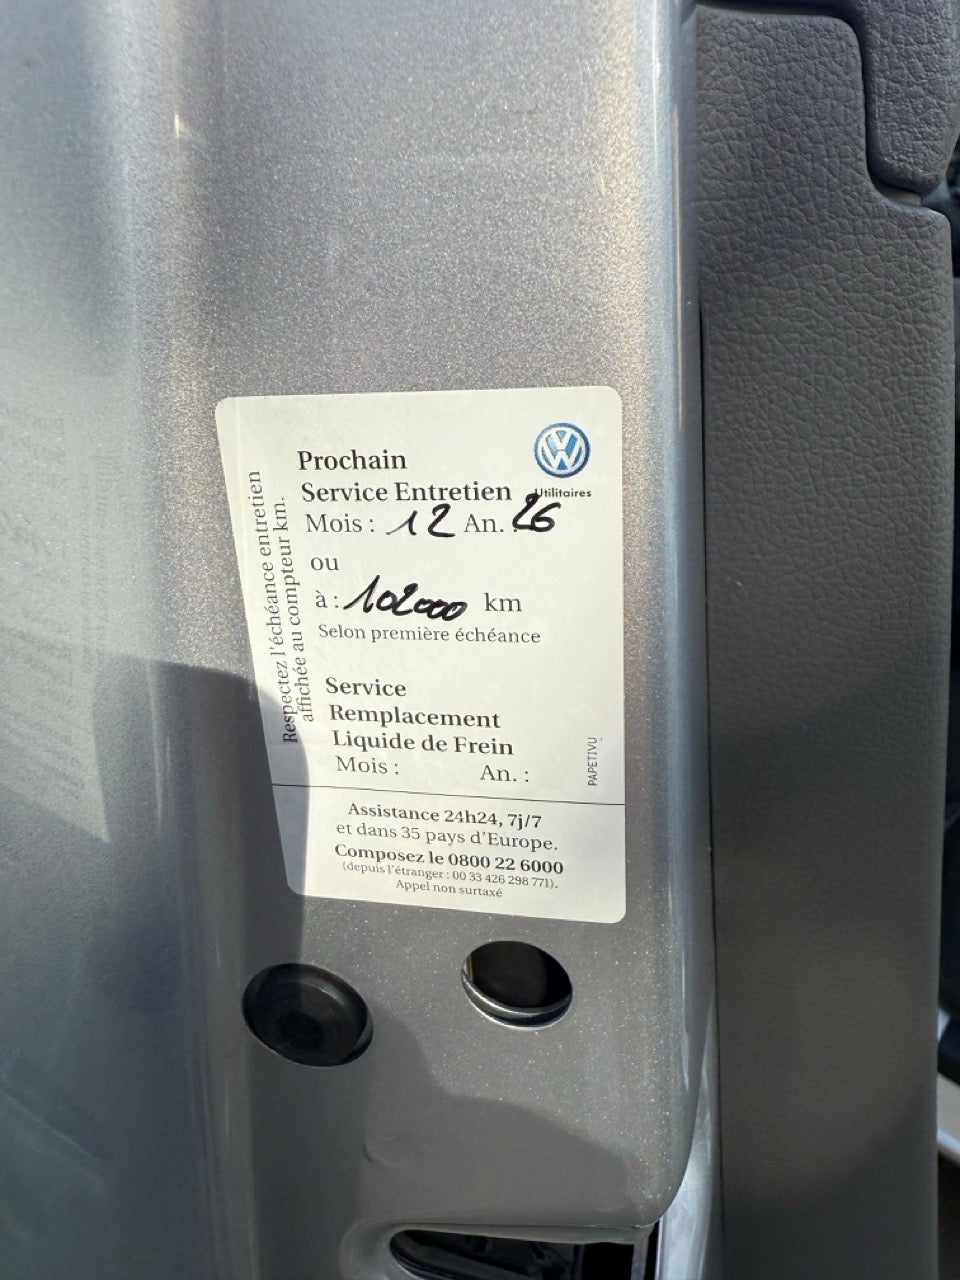 Prochain
Service Entretien
Utilitaires
Mois : 12 An. : 26
ou
à : 102000 km
Selon première échéance
Respectez l'échéance entretien
affichée au compteur km.
Service
Remplacement
Liquide de Frein
Mois : An. :
PAPETIVU
Assistance 24h24, 7j/7
et dans 35 pays d'Europe.
Composez le 0800 22 6000
(depuis l'étranger : 00 33 426 298 771).
Appel non surtaxé